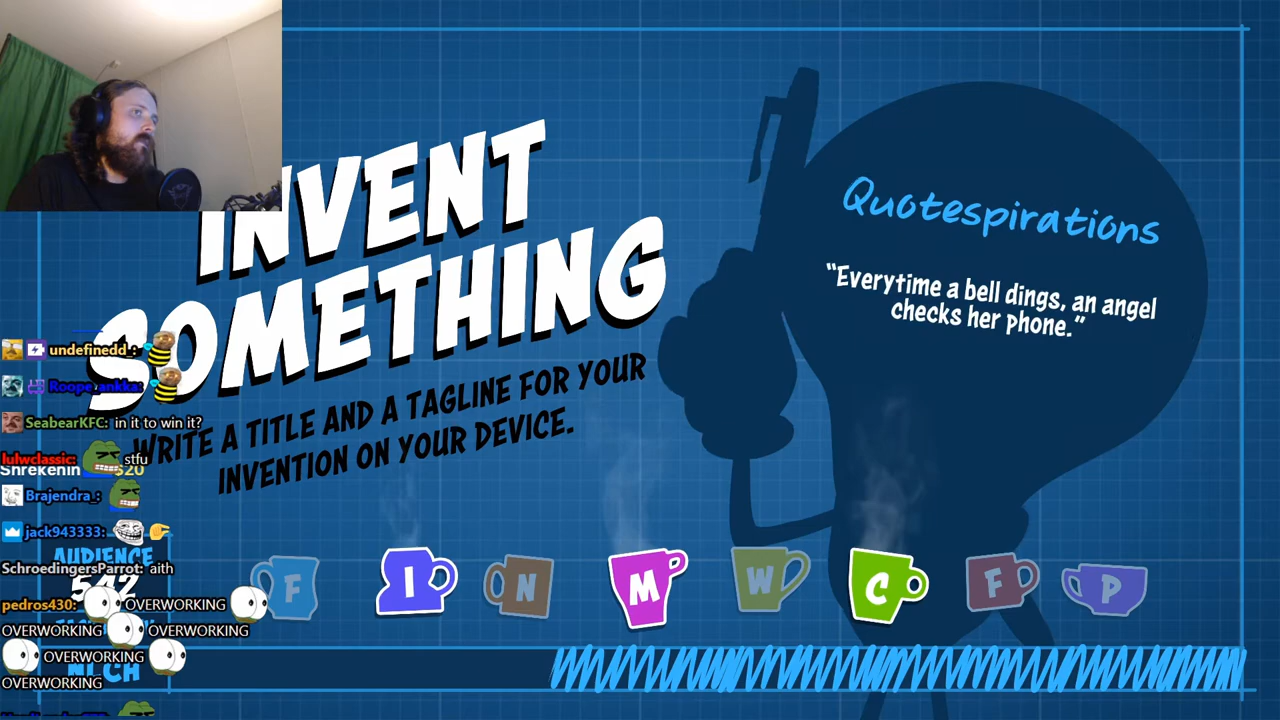 INVENT
SOMETHING
WRITE A TITLE AND A TAGLINE FOR YOUR
INVENTION ON YOUR DEVICE.
Quotespirations
“Everytime a bell dings, an angel
checks her phone.”
undefinedd_:
Roope_ankka:
SeabearKFC: in it to win it?
lulwclassic: stfu
Brajendra_:
jack943333:
AUDIENCE
542
SchroedingersParrot: aith
pedros430: OVERWORKING
OVERWORKING OVERWORKING
OVERWORKING
OVERWORKING
F I N M W C F P